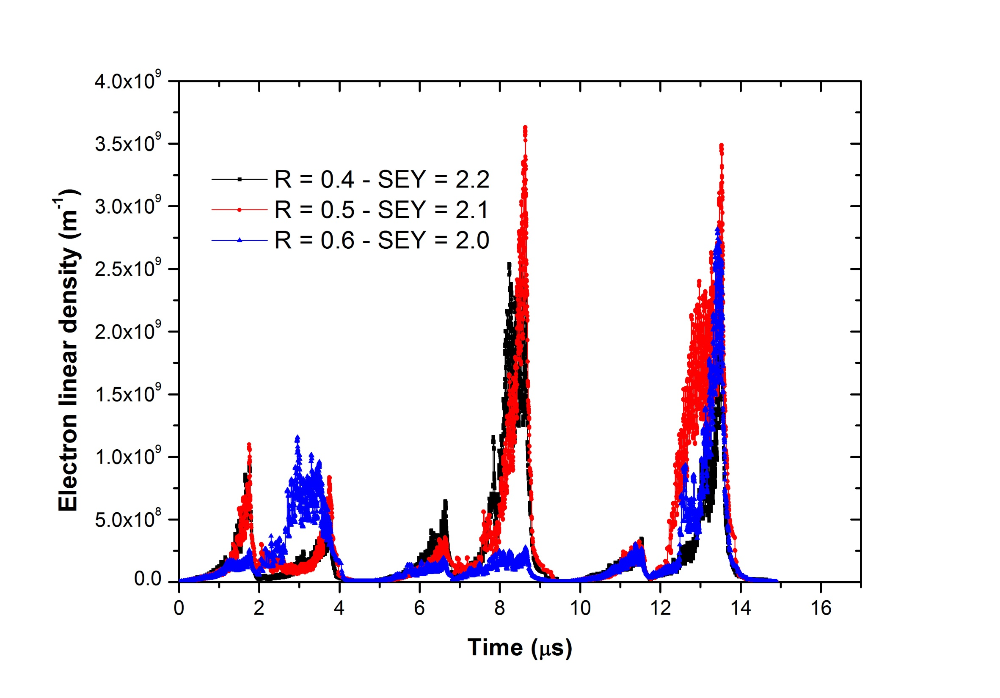 4.0x10^9
3.5x10^9
3.0x10^9
2.5x10^9
2.0x10^9
1.5x10^9
1.0x10^9
5.0x10^8
0.0
Electron linear density (m^-1)
R = 0.4 - SEY = 2.2
R = 0.5 - SEY = 2.1
R = 0.6 - SEY = 2.0
0 2 4 6 8 10 12 14 16
Time (μs)